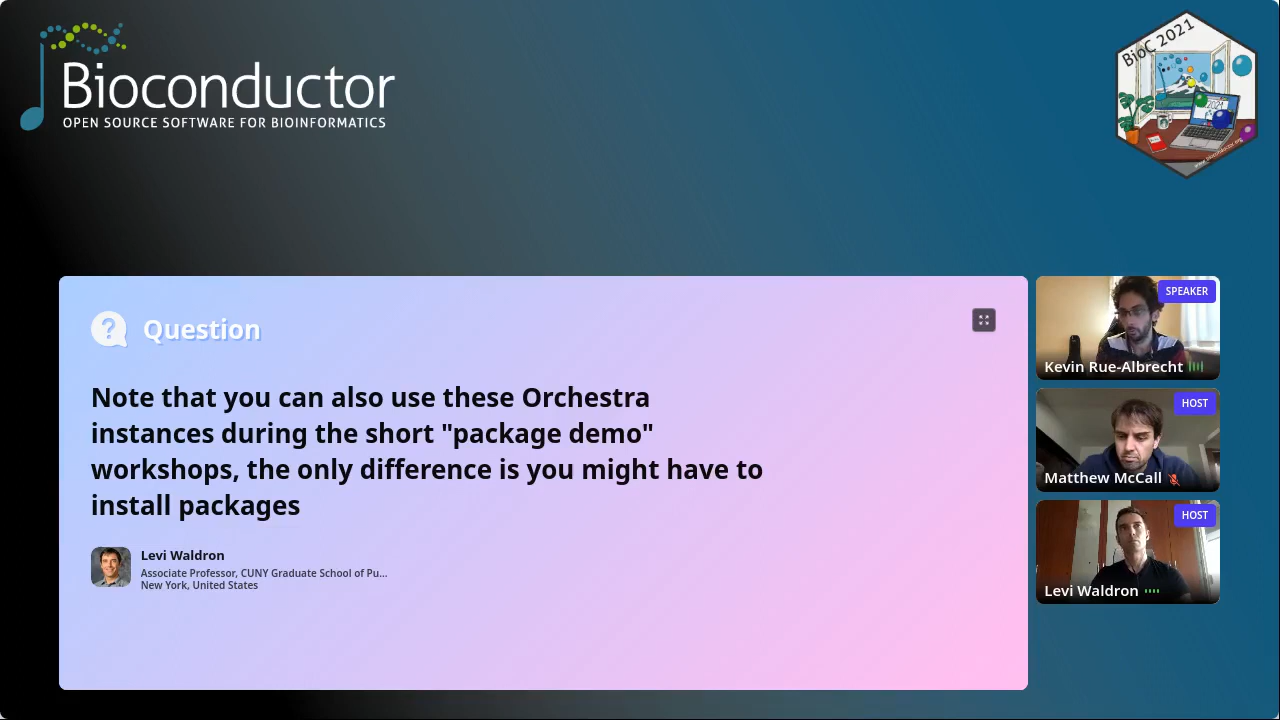 Bioconductor
OPEN SOURCE SOFTWARE FOR BIOINFORMATICS
BioC 2021
www.bioconductor.org
Question
Note that you can also use these Orchestra
instances during the short "package demo"
workshops, the only difference is you might have to
install packages
Levi Waldron
Associate Professor, CUNY Graduate School of Pu...
New York, United States
SPEAKER
Kevin Rue-Albrecht
HOST
Matthew McCall
HOST
Levi Waldron